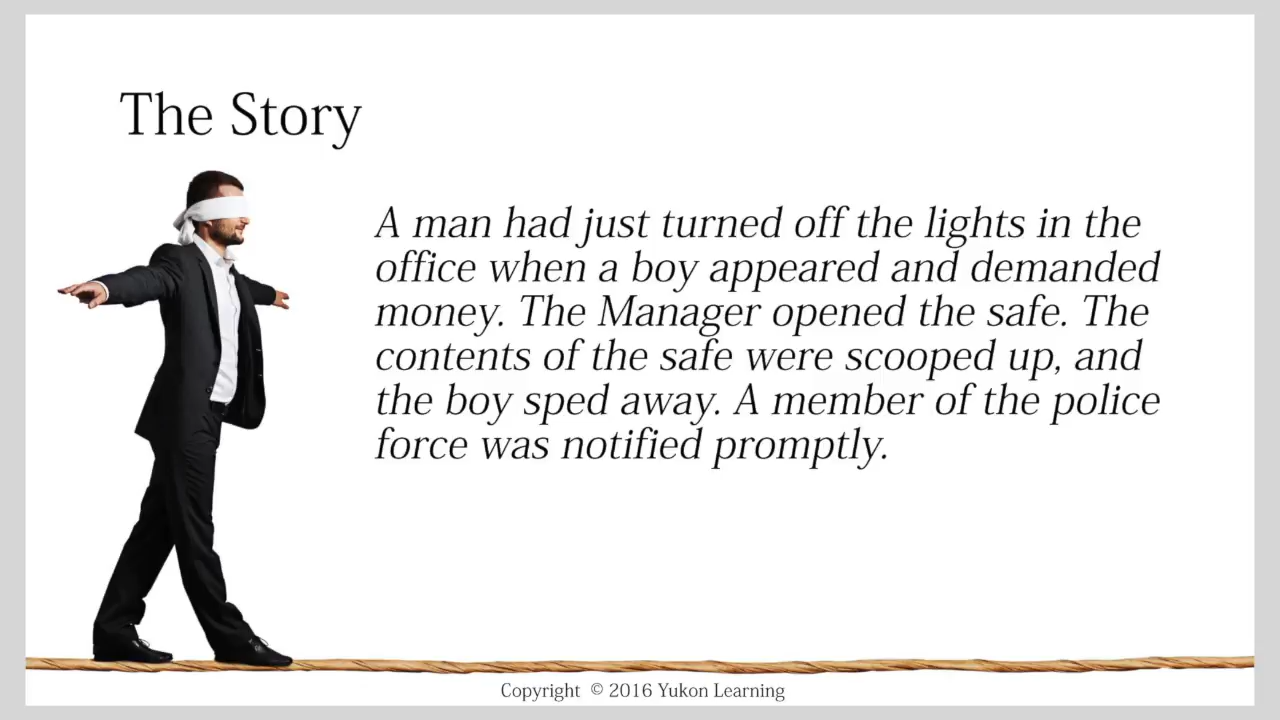 The Story
A man had just turned off the lights in the
office when a boy appeared and demanded
money. The Manager opened the safe. The
contents of the safe were scooped up, and
the boy sped away. A member of the police
force was notified promptly.
Copyright © 2016 Yukon Learning